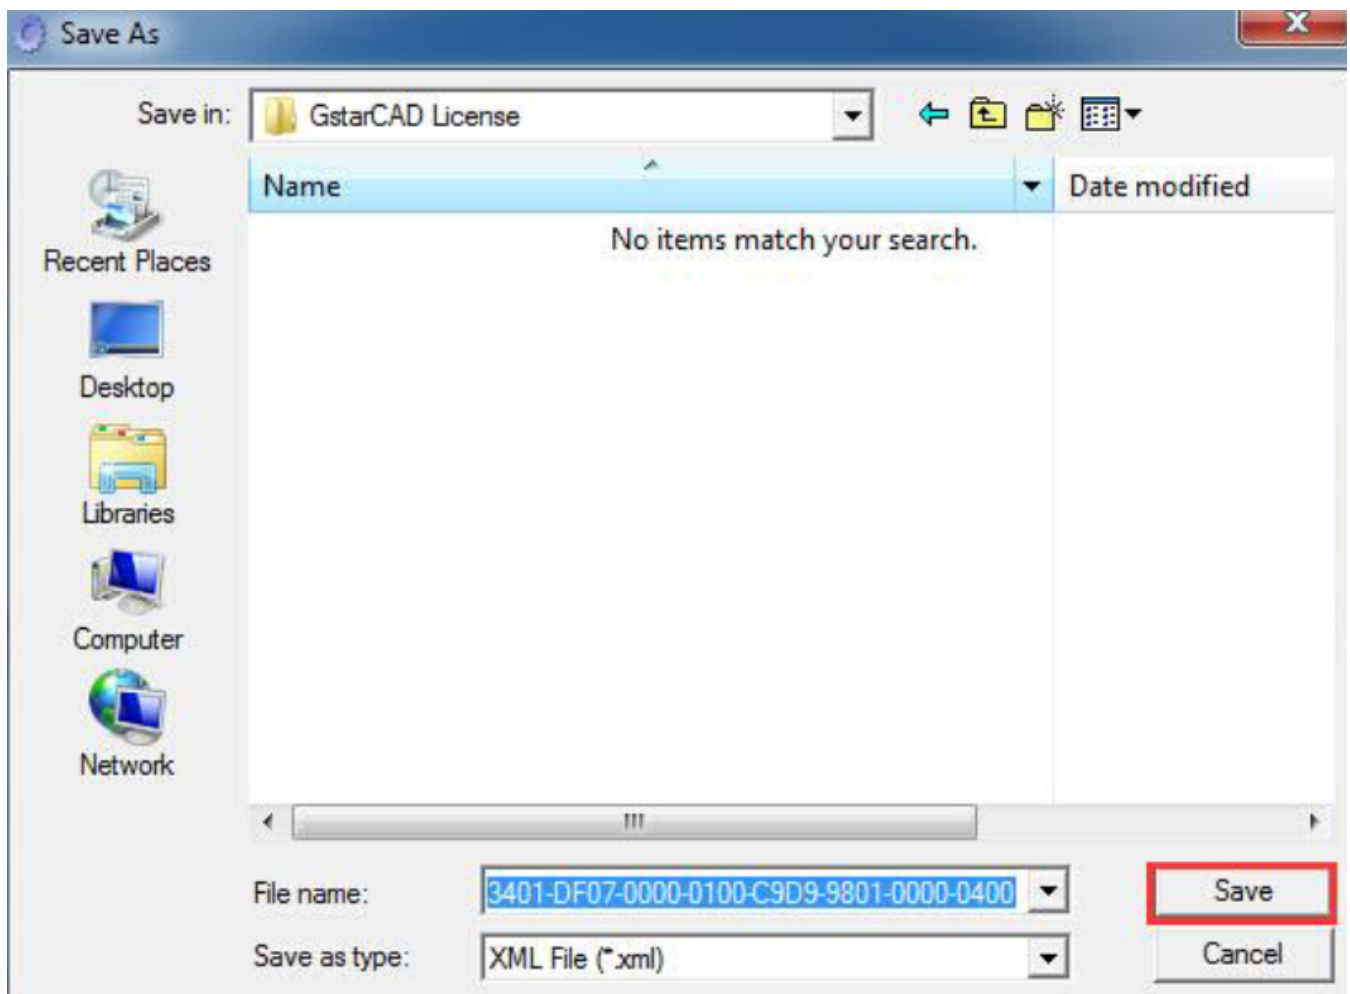 Save As
Save in:
GstarCAD License
Name
Date modified
No items match your search.
Recent Places
Desktop
Libraries
Computer
Network
File name:
3401-DF07-0000-0100-C9D9-9801-0000-0400
Save
Save as type:
XML File (*.xml)
Cancel